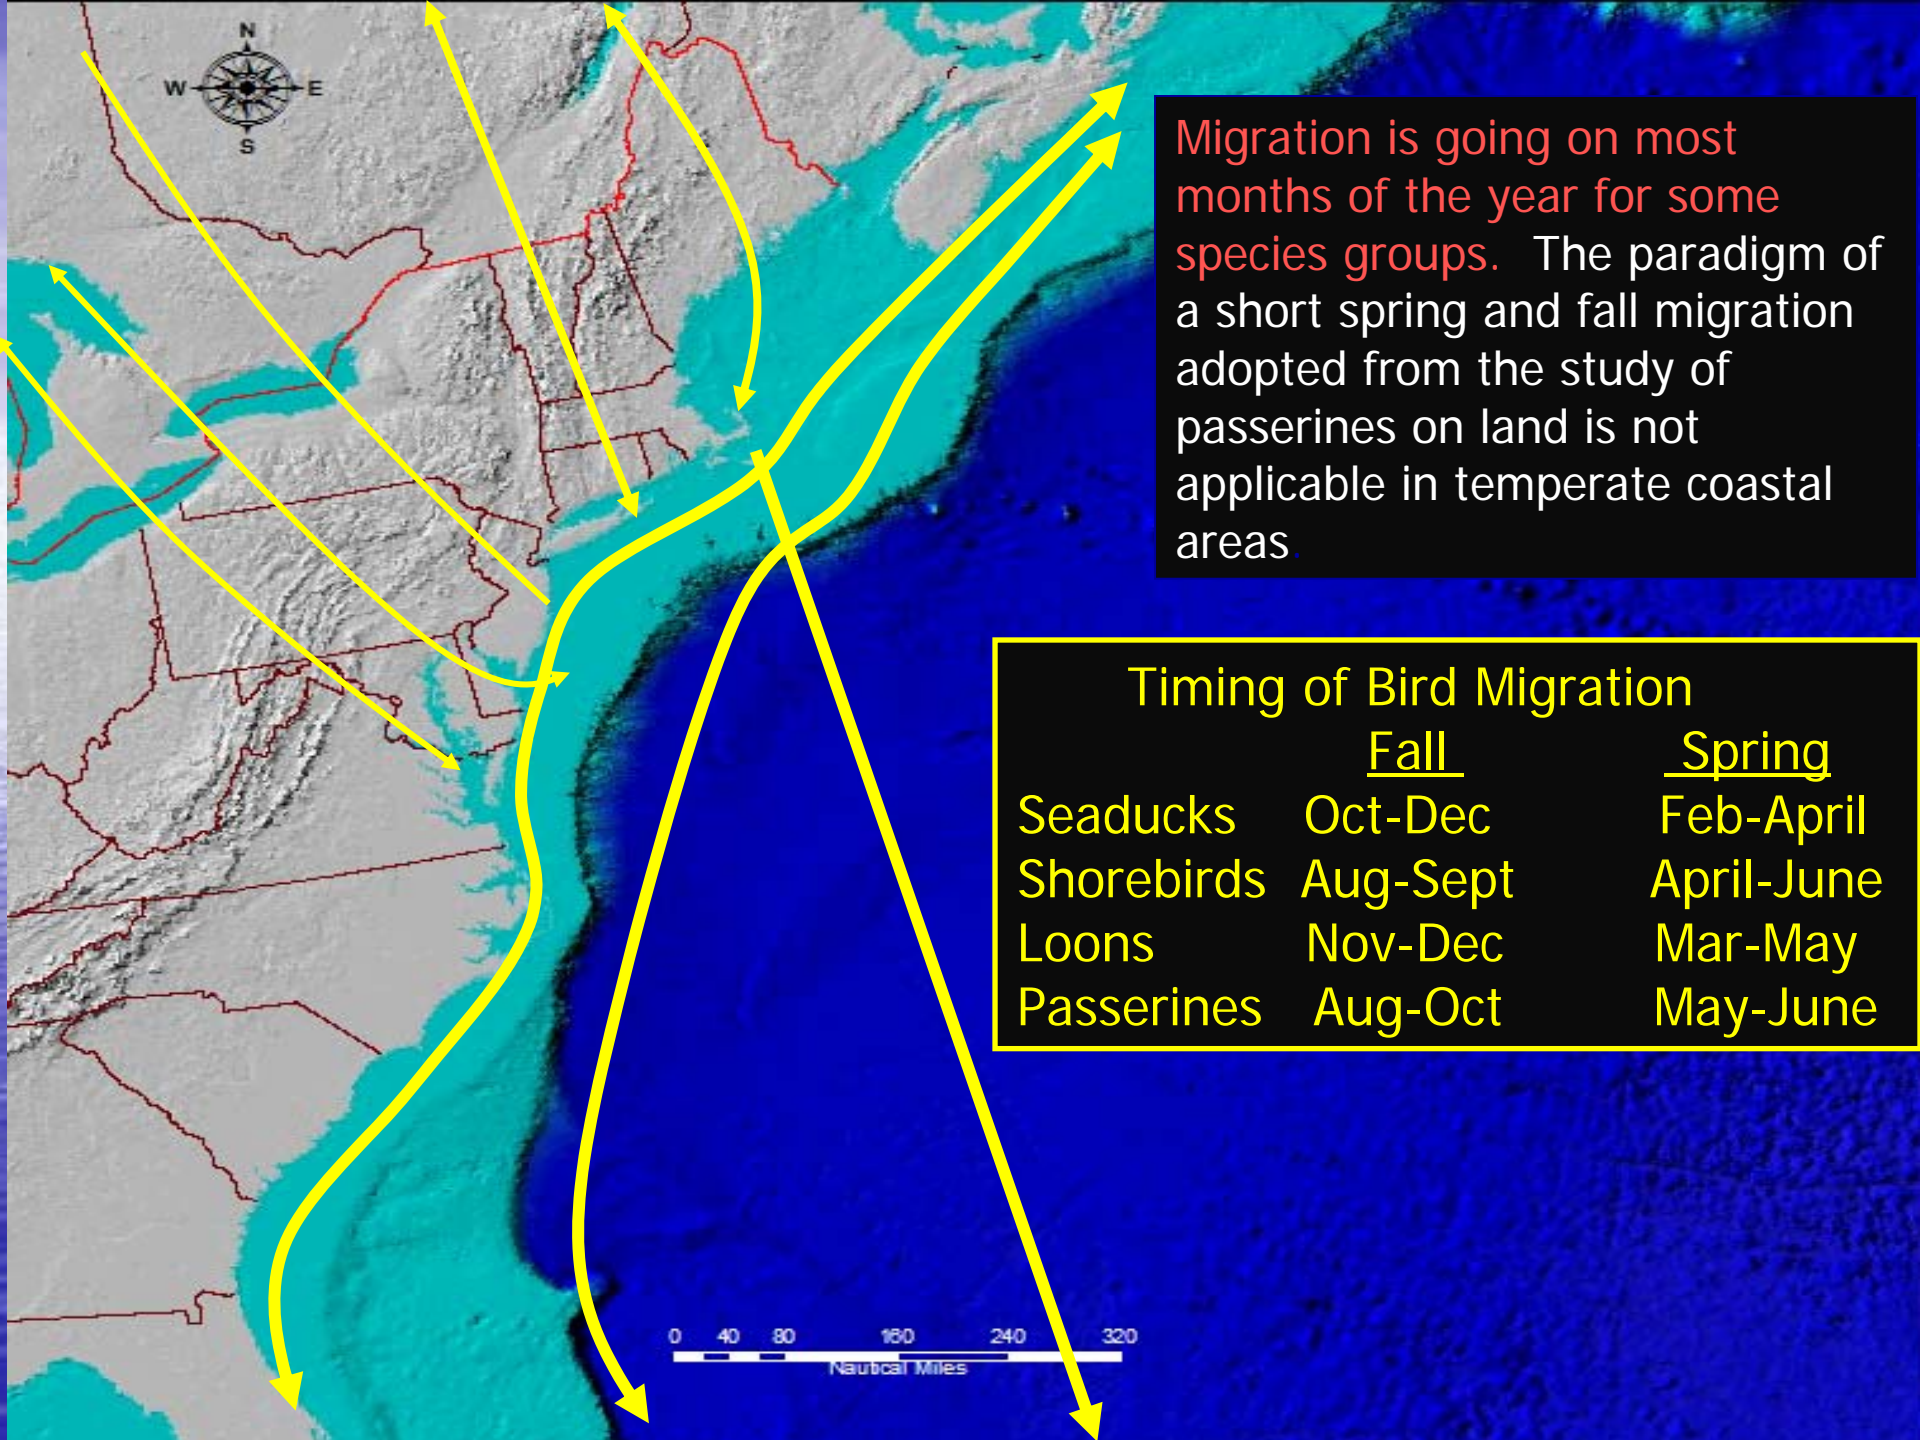 N
W E
S
Migration is going on most
months of the year for some
species groups. The paradigm of
a short spring and fall migration
adopted from the study of
passerines on land is not
applicable in temperate coastal
areas.
Timing of Bird Migration
Fall Spring
Seaducks Oct-Dec Feb-April
Shorebirds Aug-Sept April-June
Loons Nov-Dec Mar-May
Passerines Aug-Oct May-June
0 40 80 160 240 320
Nautical Miles